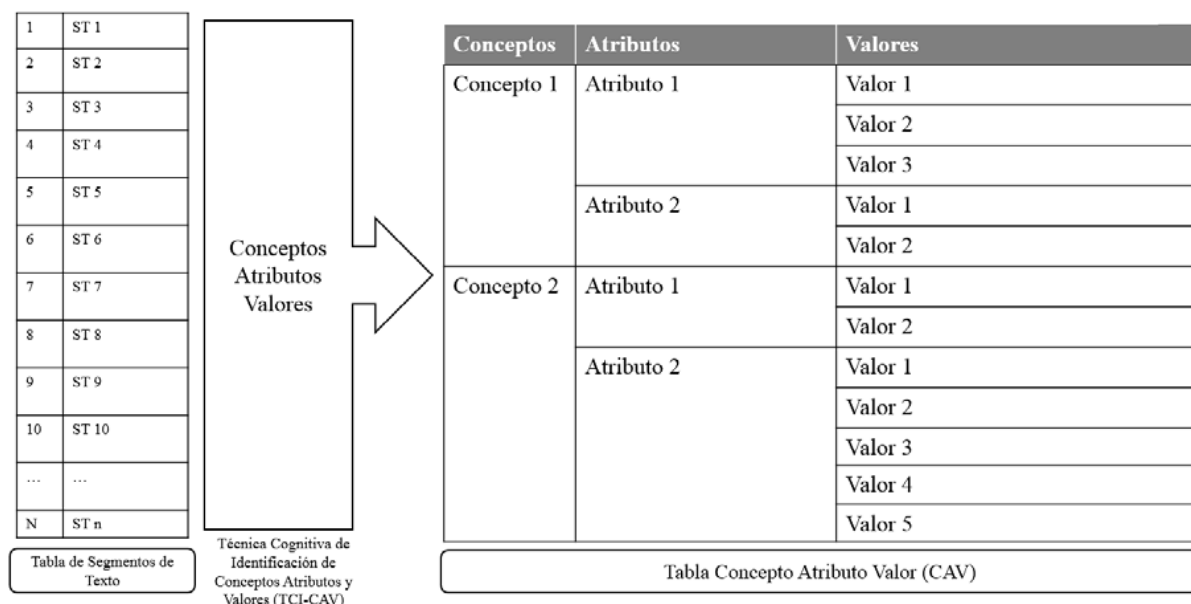 1 ST 1
2 ST 2
3 ST 3
4 ST 4
5 ST 5
6 ST 6
7 ST 7
8 ST 8
9 ST 9
10 ST 10
... ...
N ST n
Tabla de Segmentos de
Texto
Conceptos
Atributos
Valores
Técnica Cognitiva de
Identificación de
Conceptos Atributos y
Valores (TCI-CAV)
Conceptos Atributos Valores
Concepto 1 Atributo 1 Valor 1
Valor 2
Valor 3
Atributo 2 Valor 1
Valor 2
Concepto 2 Atributo 1 Valor 1
Valor 2
Atributo 2 Valor 1
Valor 2
Valor 3
Valor 4
Valor 5
Tabla Concepto Atributo Valor (CAV)